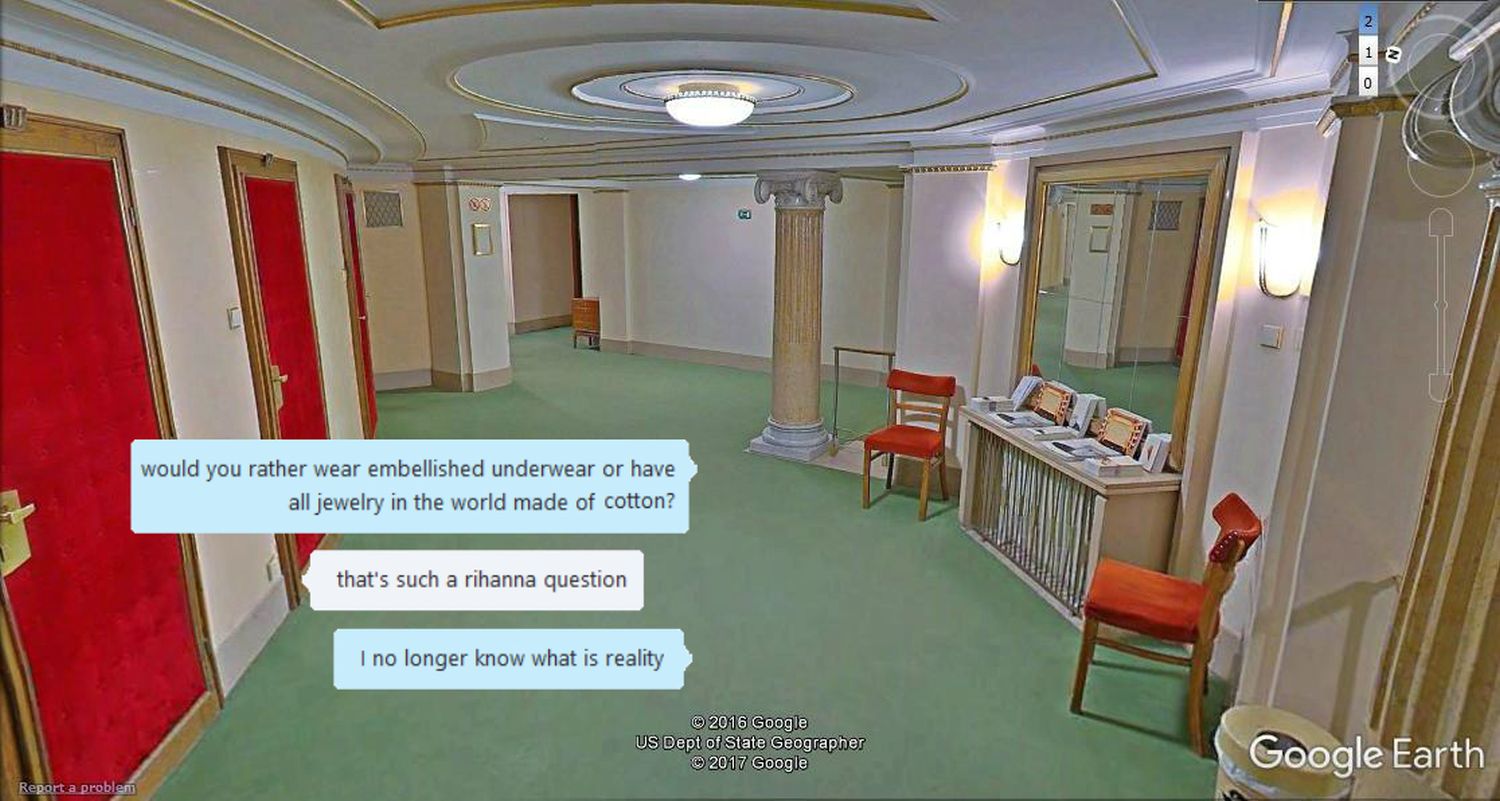 2
1
N
0
would you rather wear embellished underwear or have
all jewelry in the world made of cotton?
that's such a rihanna question
I no longer know what is reality
© 2016 Google
US Dept of State Geographer
© 2017 Google
Google Earth
Report a problem